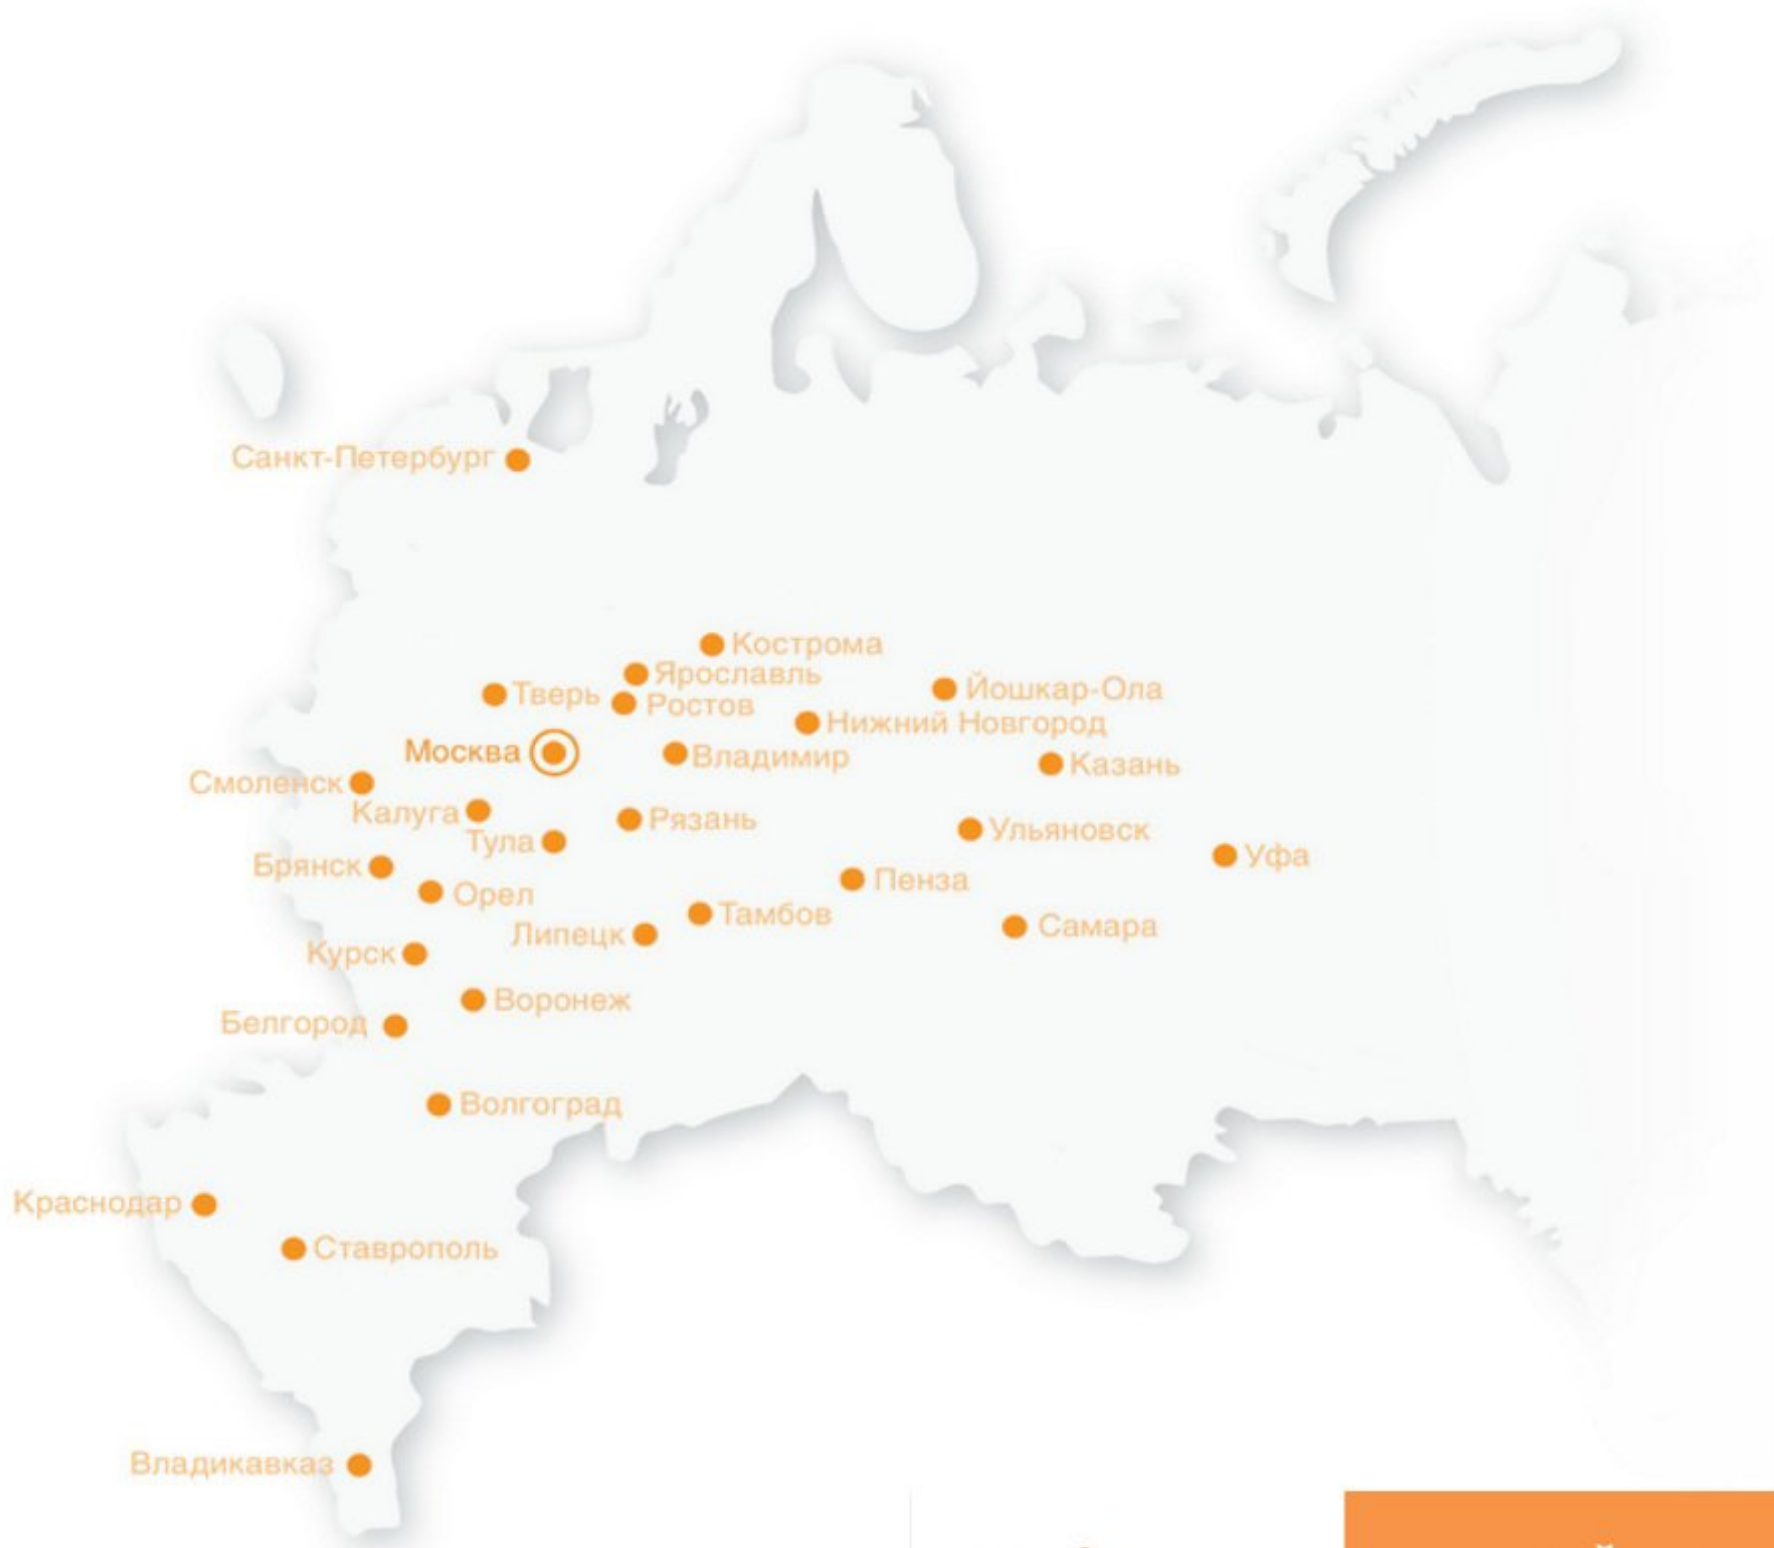 Санкт-Петербург
Кострома
Ярославль
Тверь
Ростов
Йошкар-Ола
Нижний Новгород
Москва
Владимир
Казань
Смоленск
Калуга
Рязань
Тула
Ульяновск
Брянск
Уфа
Орел
Пенза
Липецк
Тамбов
Самара
Курск
Воронеж
Белгород
Волгоград
Краснодар
Ставрополь
Владикавказ